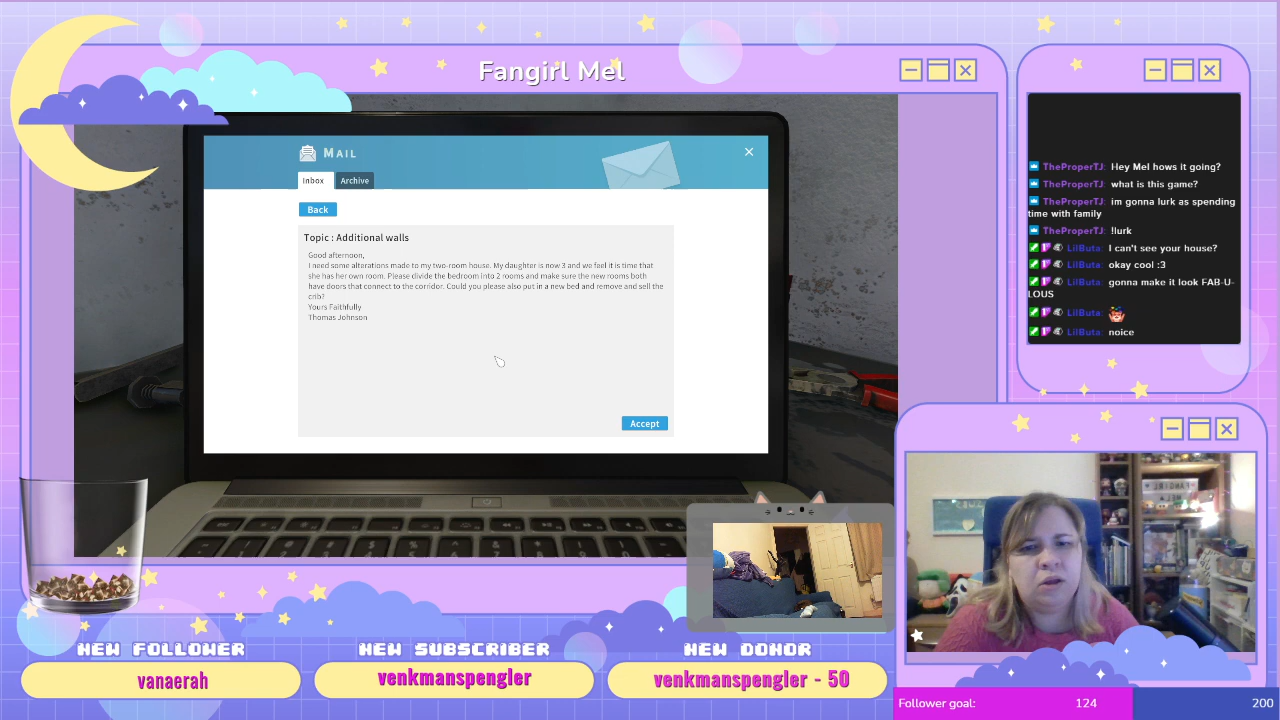 Fangirl Mel
MAIL
Inbox
Archive
Back
Topic : Additional walls
Good afternoon,
I need some alterations made to my two-room house. My daughter is now 3 and we feel it is time that
she has her own room. Please divide the bedroom into 2 rooms and make sure the new rooms both
have doors that connect to the corridor. Could you please also put in a new bed and remove and sell the
crib?
Yours Faithfully
Thomas Johnson
Accept
TheProperTJ: Hey Mel hows it going?
TheProperTJ: what is this game?
TheProperTJ: im gonna lurk as spending
time with family
TheProperTJ: !lurk
LilButa: I can't see your house?
LilButa: okay cool :3
LilButa: gonna make it look FAB-U-
LOUS
LilButa:
LilButa: noice
NEW FOLLOWER
vanaerah
NEW SUBSCRIBER
venkmanspengler
NEW DONOR
venkmanspengler - 50
Follower goal:
124
200